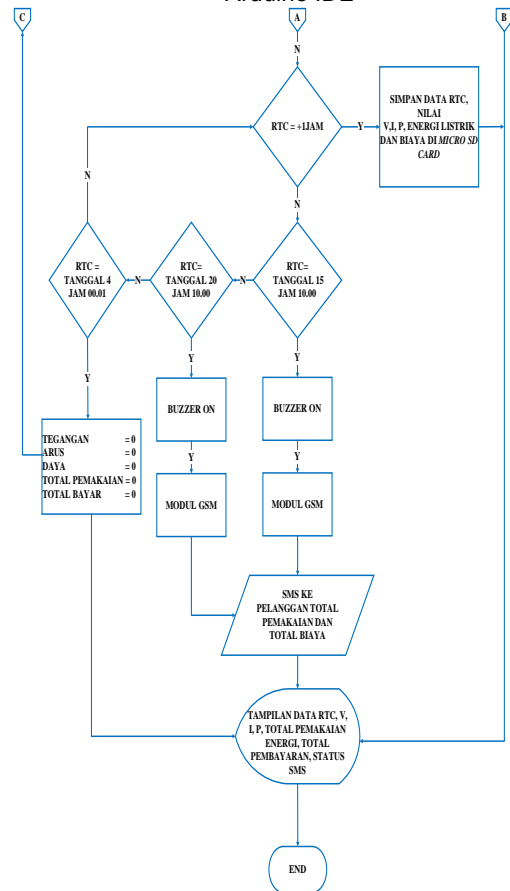 C
A
B
N
RTC = +1JAM
Y
SIMPAN DATA RTC,
NILAI
V,I, P, ENERGI LISTRIK
DAN BIAYA DI MICRO SD
CARD
N
N
RTC =
TANGGAL 4
JAM 00.01
N
RTC=
TANGGAL 20
JAM 10.00
N
RTC=
TANGGAL 15
JAM 10.00
Y
Y
Y
TEGANGAN = 0
ARUS = 0
DAYA = 0
TOTAL PEMAKAIAN = 0
TOTAL BAYAR = 0
BUZZER ON
BUZZER ON
Y
Y
MODUL GSM
MODUL GSM
SMS KE
PELANGGAN TOTAL
PEMAKAIAN DAN
TOTAL BIAYA
TAMPILAN DATA RTC, V,
I, P, TOTAL PEMAKAIAN
ENERGI, TOTAL
PEMBAYARAN, STATUS
SMS
END